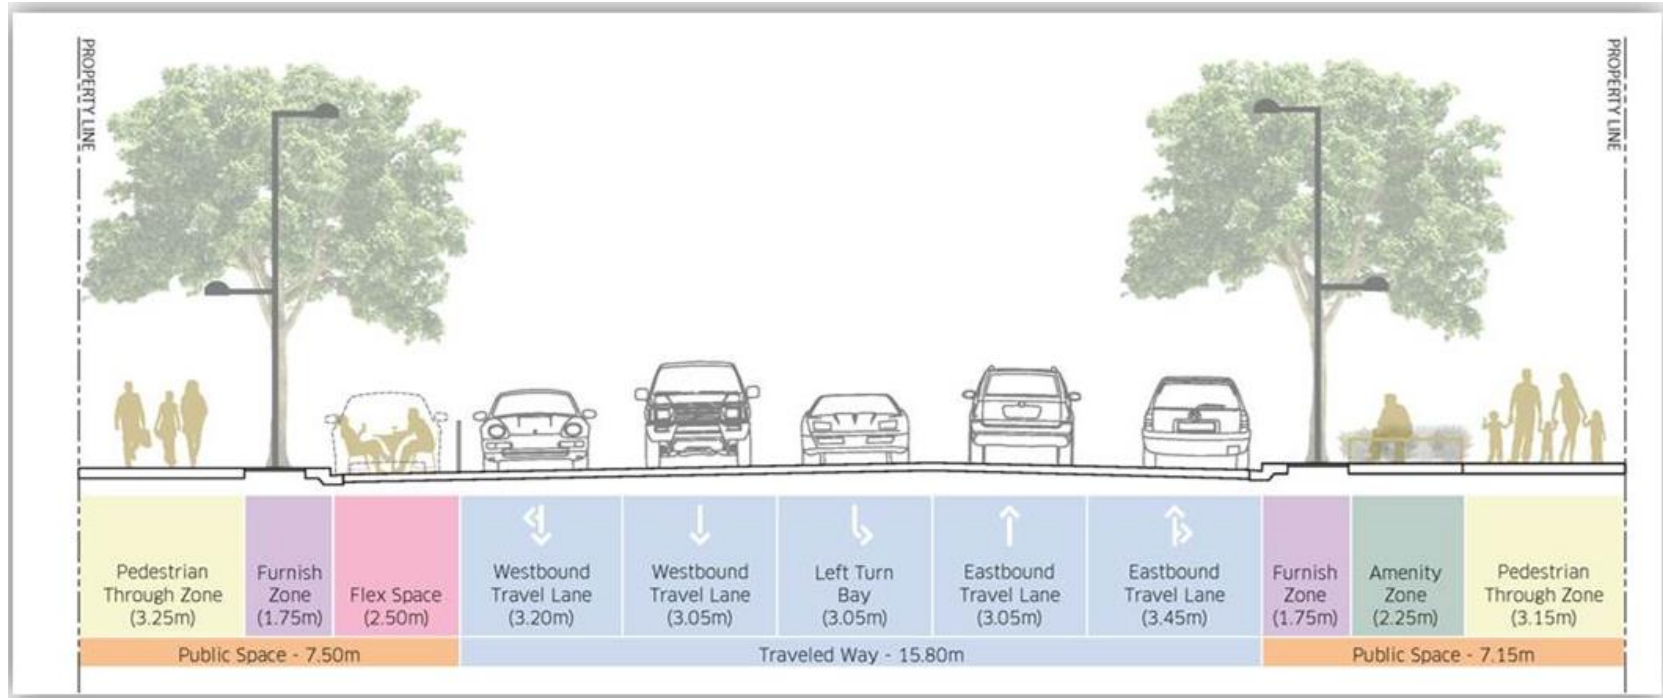 PROPERTY LINE
PROPERTY LINE
Pedestrian
Through Zone
(3.25m)
Furnish
Zone
(1.75m)
Flex Space
(2.50m)
Westbound
Travel Lane
(3.20m)
Westbound
Travel Lane
(3.05m)
Left Turn
Bay
(3.05m)
Eastbound
Travel Lane
(3.05m)
Eastbound
Travel Lane
(3.45m)
Furnish
Zone
(1.75m)
Amenity
Zone
(2.25m)
Pedestrian
Through Zone
(3.15m)
Public Space - 7.50m
Traveled Way - 15.80m
Public Space - 7.15m